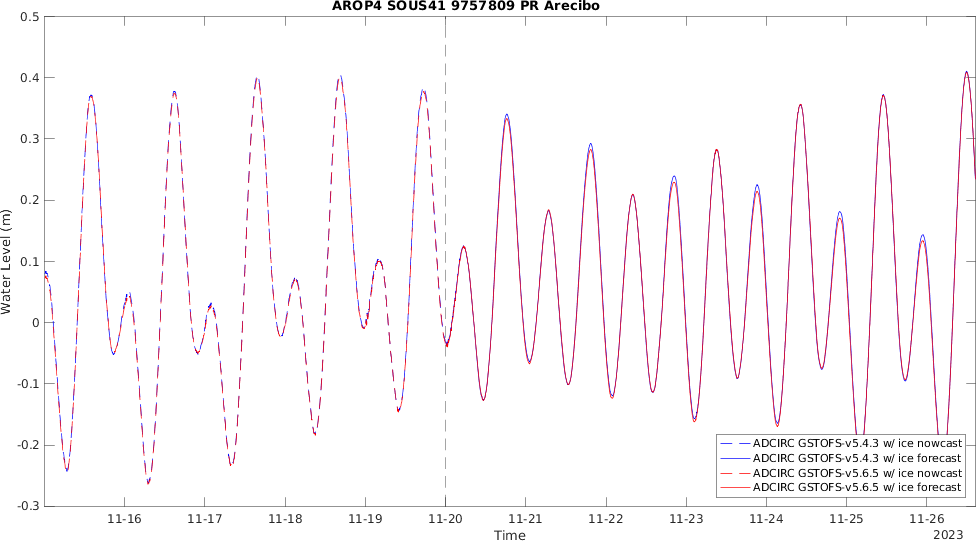 AROP4 SOUS41 9757809 PR Arecibo
0.5
0.4
0.3
0.2
0.1
0
-0.1
-0.2
-0.3
Water Level (m)
11-16 11-17 11-18 11-19 11-20 11-21 11-22 11-23 11-24 11-25 11-26
Time
2023
ADCIRC GSTOFS-v5.4.3 w/ ice nowcast
ADCIRC GSTOFS-v5.4.3 w/ ice forecast
ADCIRC GSTOFS-v5.6.5 w/ ice nowcast
ADCIRC GSTOFS-v5.6.5 w/ ice forecast